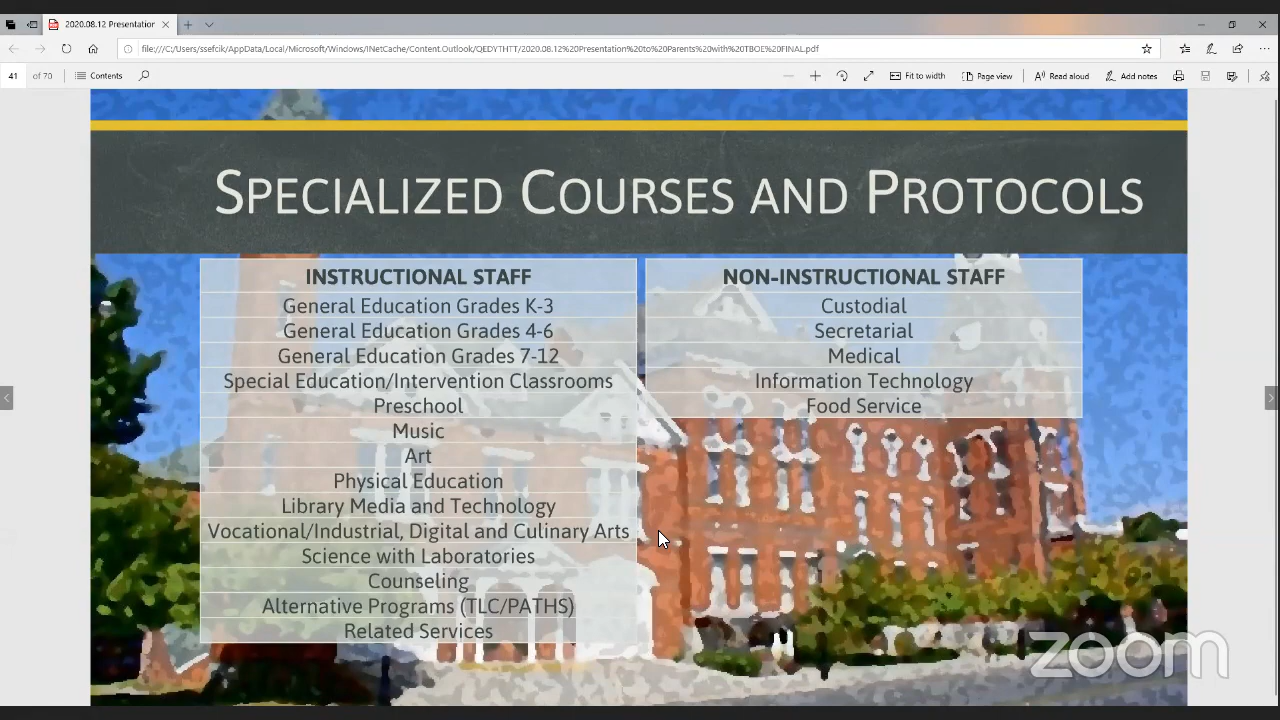 2020.08.12 Presentation
file:///C:/Users/ssefcik/AppData/Local/Microsoft/Windows/INetCache/Content.Outlook/QEDYTHTT/2020.08.12%20Presentation%20to%20Parents%20with%20TBOE%20FINAL.pdf
41 of 70 Contents Fit to width Page view Read aloud Add notes
SPECIALIZED COURSES AND PROTOCOLS
INSTRUCTIONAL STAFF
General Education Grades K-3
General Education Grades 4-6
General Education Grades 7-12
Special Education/Intervention Classrooms
Preschool
Music
Art
Physical Education
Library Media and Technology
Vocational/Industrial, Digital and Culinary Arts
Science with Laboratories
Counseling
Alternative Programs (TLC/PATHS)
Related Services
NON-INSTRUCTIONAL STAFF
Custodial
Secretarial
Medical
Information Technology
Food Service
zoom